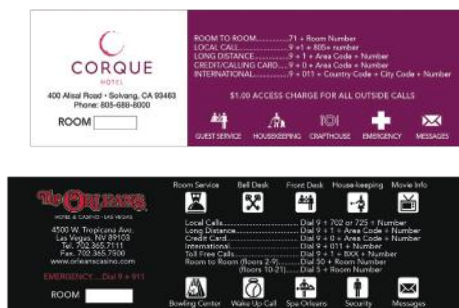 CORQUE
HOTEL
400 Alisal Road • Solvang, CA 93463
Phone: 805-688-8000
ROOM
ROOM TO ROOM...............71 + Room Number
LOCAL CALL......................9 +1 + 805+ number
LONG DISTANCE................9 + 1 + Area Code + Number
CREDIT/CALLING CARD....9 + 0 + Area Code + Number
INTERNATIONAL................9 + 011 + Country Code + City Code + Number
$1.00 ACCESS CHARGE FOR ALL OUTSIDE CALLS
GUEST SERVICE HOUSEKEEPING CRAFTHOUSE EMERGENCY MESSAGES
The ORLEANS
HOTEL & CASINO • LAS VEGAS
4500 W. Tropicana Ave.
Las Vegas, NV 89103
Tel. 702.365.7111
Fax. 702.365.7500
www.orleanscasino.com
EMERGENCY....Dial 9 + 911
ROOM
Room Service Bell Desk Front Desk House-keeping Movie Info
Local Calls..............................Dial 9 + 702 or 725 + Number
Long Distance........................Dial 9 + 1 + Area Code + Number
Credit Card............................Dial 9 + 0 + Area Code + Number
International..........................Dial 9 + 011 + Number
Toll Free Calls........................Dial 9 + 1 + 8XX + Number
Room to Room (floors 2-9)........Dial 50 + Room Number
(floors 10-21)......Dial 5 + Room Number
Bowling Center Wake Up Call Spa Orleans Security Messages